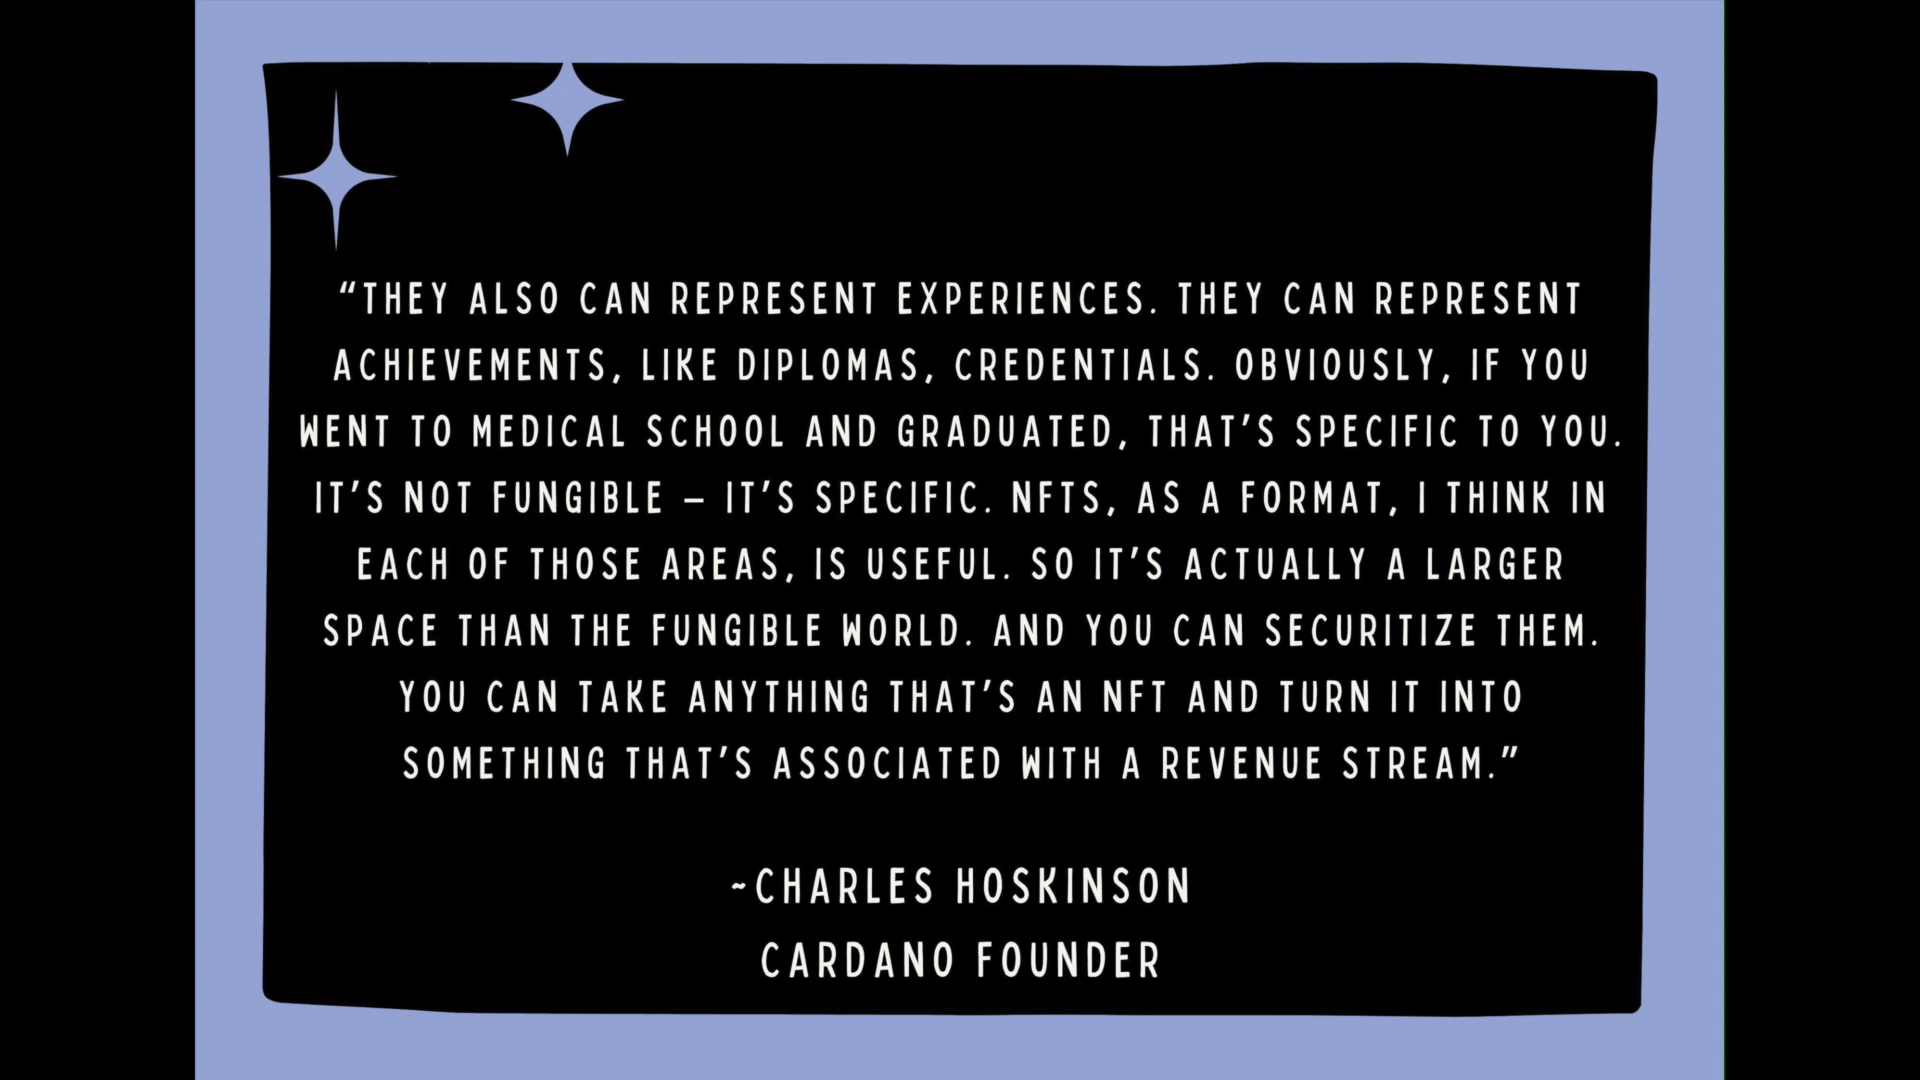 “THEY ALSO CAN REPRESENT EXPERIENCES. THEY CAN REPRESENT
ACHIEVEMENTS, LIKE DIPLOMAS, CREDENTIALS. OBVIOUSLY, IF YOU
WENT TO MEDICAL SCHOOL AND GRADUATED, THAT’S SPECIFIC TO YOU.
IT’S NOT FUNGIBLE – IT’S SPECIFIC. NFTS, AS A FORMAT, I THINK IN
EACH OF THOSE AREAS, IS USEFUL. SO IT’S ACTUALLY A LARGER
SPACE THAN THE FUNGIBLE WORLD. AND YOU CAN SECURITIZE THEM.
YOU CAN TAKE ANYTHING THAT’S AN NFT AND TURN IT INTO
SOMETHING THAT’S ASSOCIATED WITH A REVENUE STREAM.”
~CHARLES HOSKINSON
CARDANO FOUNDER